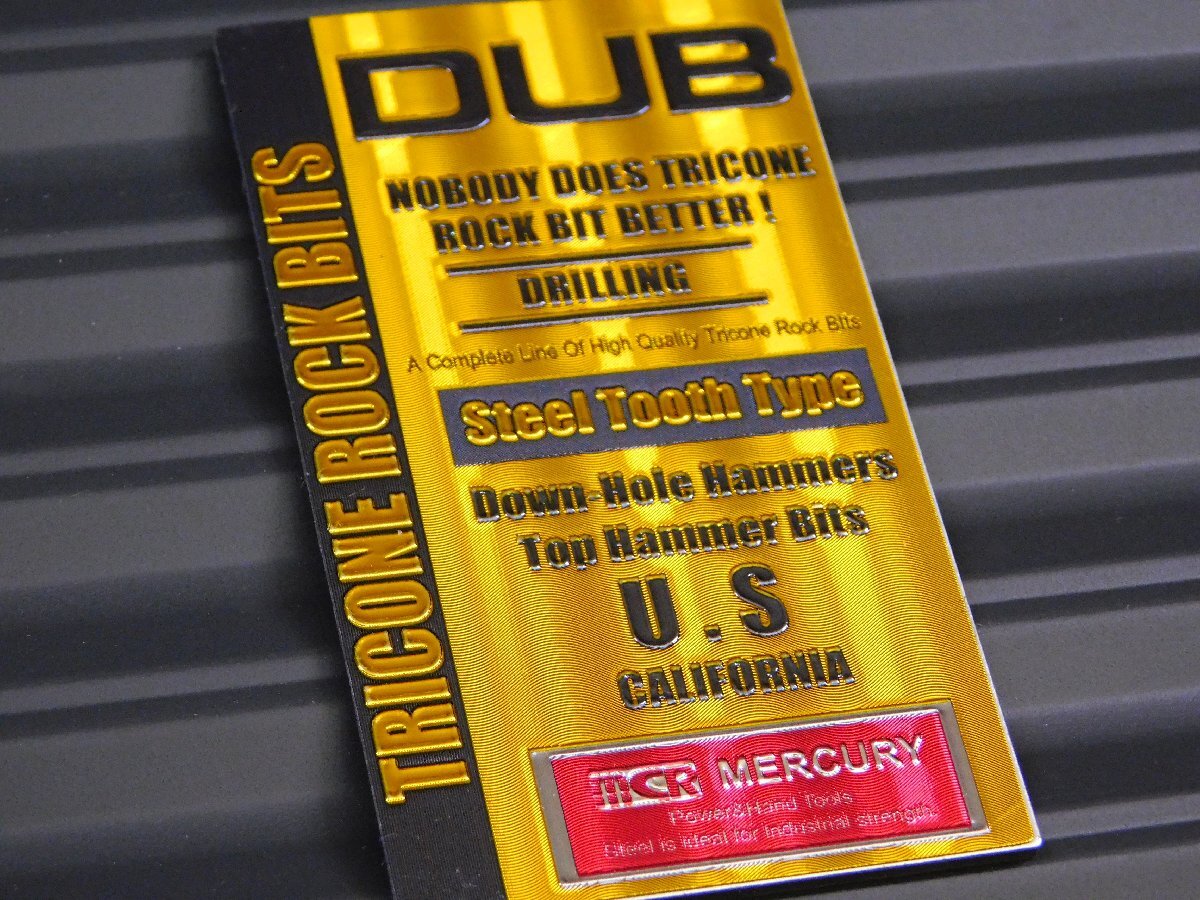 DUB
TRICONE ROCK BITS
NOBODY DOES TRICONE
ROCK BIT BETTER !
DRILLING
A Complete Line Of High Quality Tricone Rock Bits
Steel Tooth Type
Down-Hole Hammers
Top Hammer Bits
U . S
CALIFORNIA
MCR MERCURY
Power&Hand Tools
Steel is Ideal for Industrial strength.